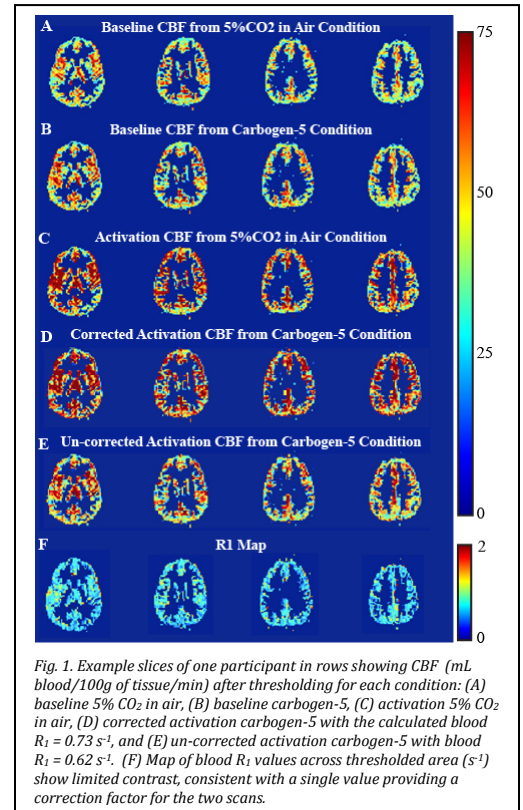 A Baseline CBF from 5%CO2 in Air Condition
75
B Baseline CBF from Carbogen-5 Condition
50
C Activation CBF from 5%CO2 in Air Condition
D Corrected Activation CBF from Carbogen-5 Condition
25
E Un-corrected Activation CBF from Carbogen-5 Condition
0
F R1 Map
2
0
Fig. 1. Example slices of one participant in rows showing CBF (mL
blood/100g of tissue/min) after thresholding for each condition: (A)
baseline 5% CO₂ in air, (B) baseline carbogen-5, (C) activation 5% CO₂
in air, (D) corrected activation carbogen-5 with the calculated blood
R₁ = 0.73 s⁻¹, and (E) un-corrected activation carbogen-5 with blood
R₁ = 0.62 s⁻¹. (F) Map of blood R₁ values across thresholded area (s⁻¹)
show limited contrast, consistent with a single value providing a
correction factor for the two scans.